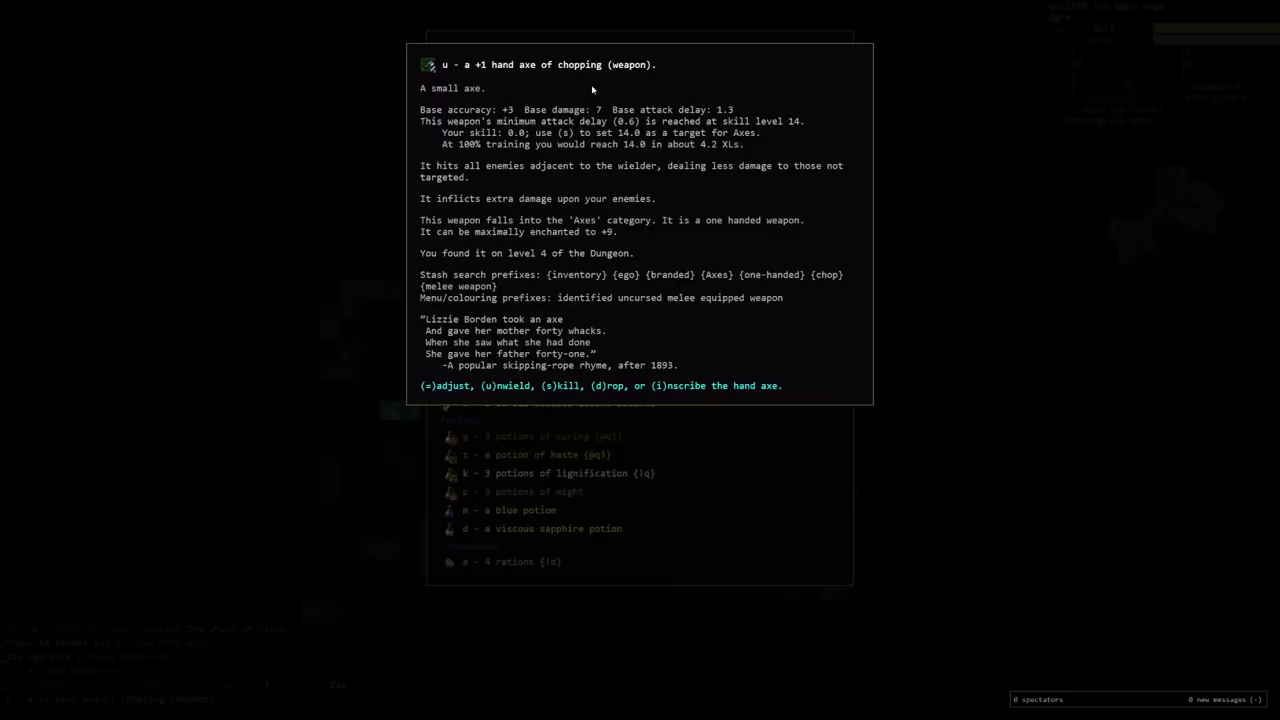 u - a +1 hand axe of chopping (weapon).
A small axe.
Base accuracy: +3  Base damage: 7  Base attack delay: 1.3
This weapon's minimum attack delay (0.6) is reached at skill level 14.
Your skill: 0.0; use (s) to set 14.0 as a target for Axes.
At 100% training you would reach 14.0 in about 4.2 XLs.
It hits all enemies adjacent to the wielder, dealing less damage to those not
targeted.
It inflicts extra damage upon your enemies.
This weapon falls into the 'Axes' category. It is a one handed weapon.
It can be maximally enchanted to +9.
You found it on level 4 of the Dungeon.
Stash search prefixes: {inventory} {ego} {branded} {Axes} {one-handed} {chop}
{melee weapon}
Menu/colouring prefixes: identified uncursed melee equipped weapon
“Lizzie Borden took an axe
And gave her mother forty whacks.
When she saw what she had done
She gave her father forty-one.”
-A popular skipping-rope rhyme, after 1893.
(=)adjust, (u)nwield, (s)kill, (d)rop, or (i)nscribe the hand axe.
Potions
g - 3 potions of curing {@q1}
t - a potion of haste {@q3}
k - 3 potions of lignification {!q}
p - 3 potions of might
n - a blue potion
d - a viscous sapphire potion
e - 4 rations {!d}
0 spectators
0 new messages (-)